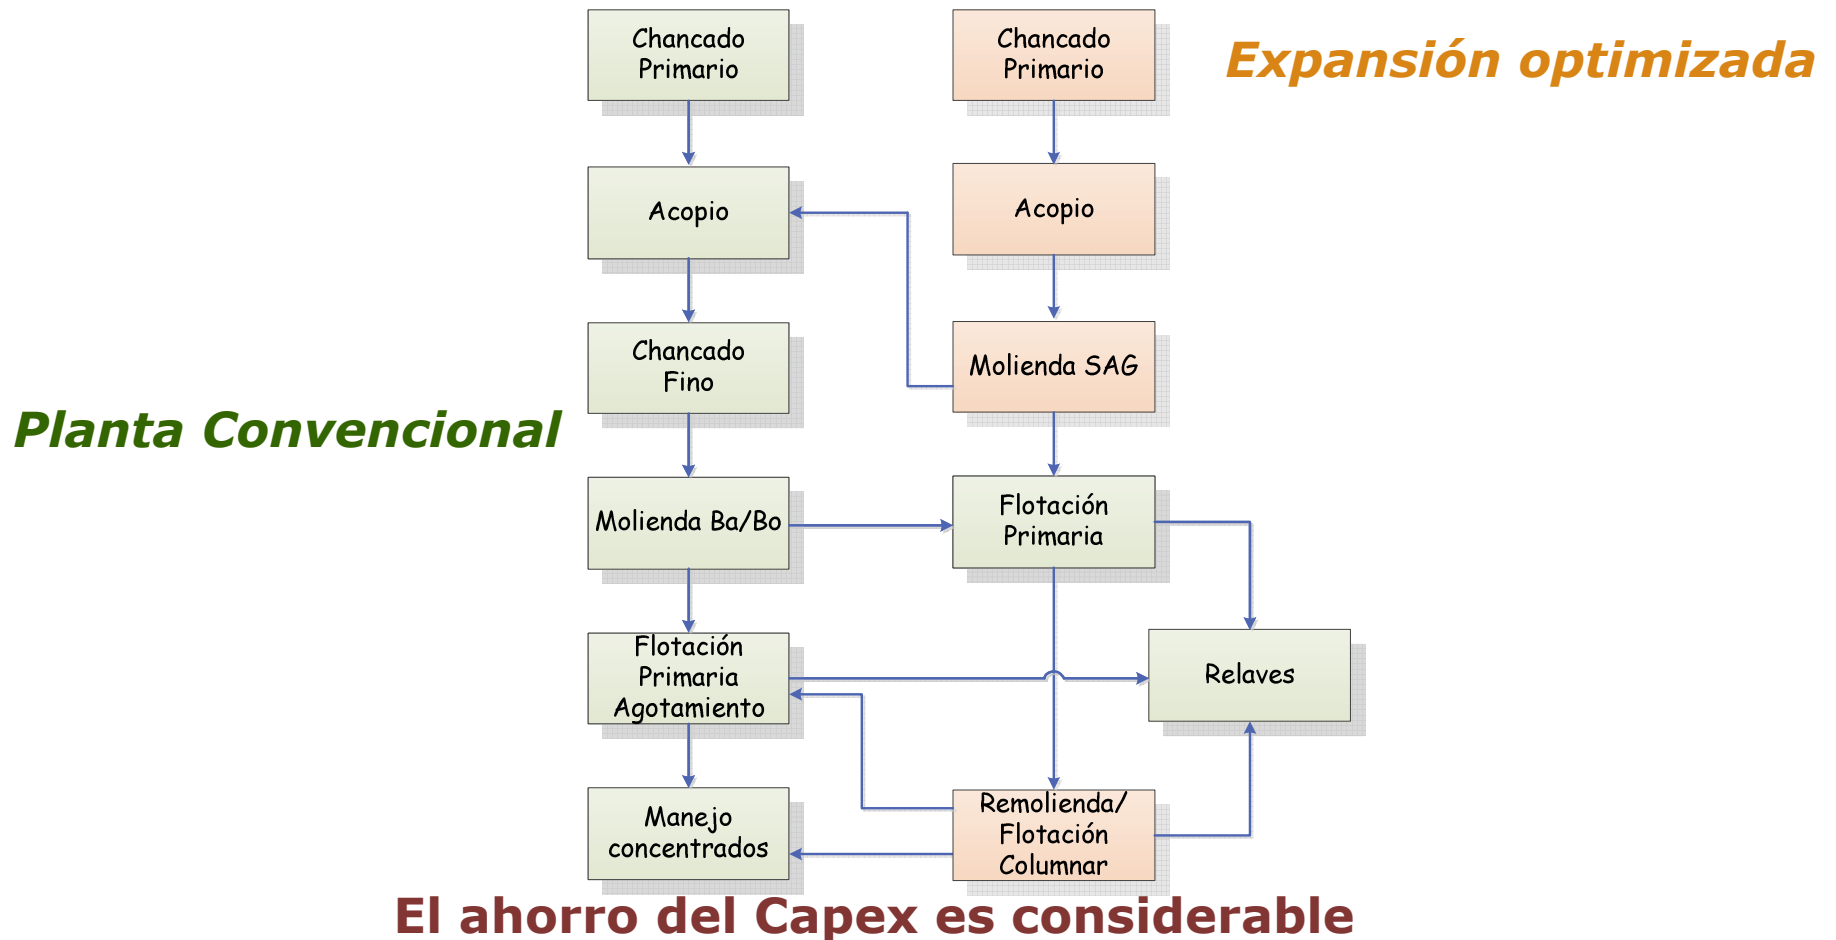 Chancado
Primario
Chancado
Primario
Expansión optimizada
Acopio
Acopio
Chancado
Fino
Molienda SAG
Planta Convencional
Molienda Ba/Bo
Flotación
Primaria
Flotación
Primaria
Agotamiento
Relaves
Manejo
concentrados
Remolienda/
Flotación
Columnar
El ahorro del Capex es considerable